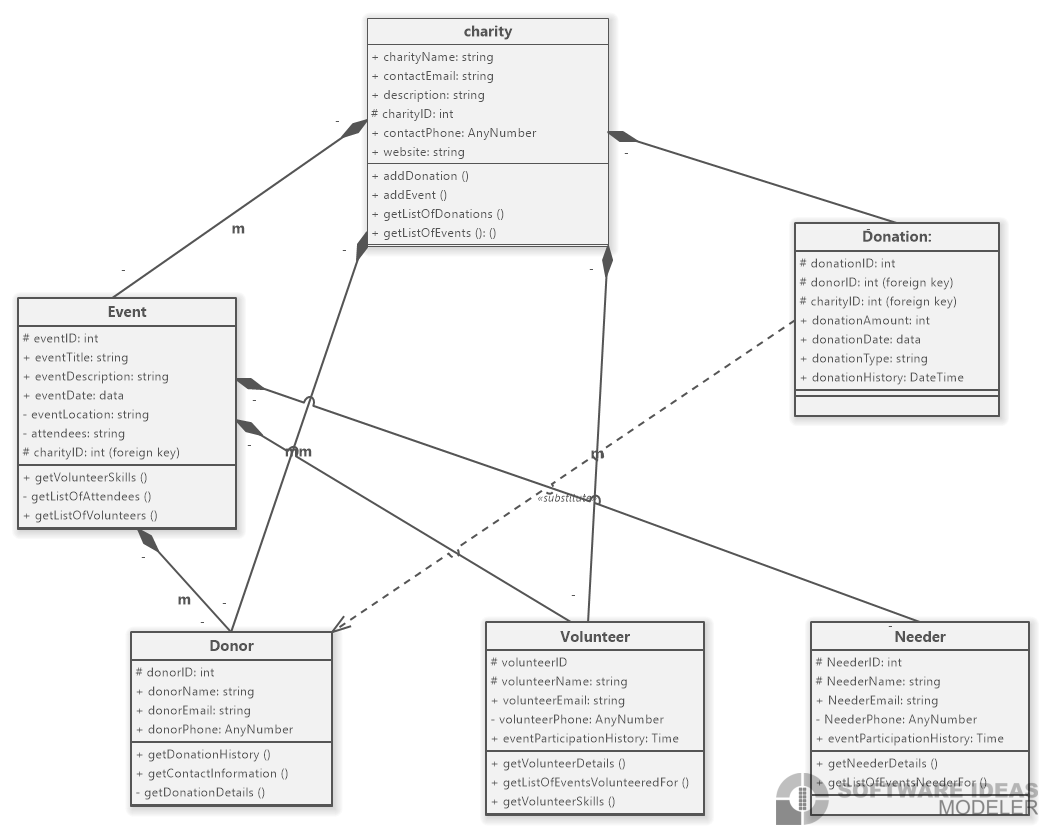 charity
+ charityName: string
+ contactEmail: string
+ description: string
# charityID: int
+ contactPhone: AnyNumber
+ website: string
+ addDonation ()
+ addEvent ()
+ getListOfDonations ()
+ getListOfEvents (): ()
m
Donation:
# donationID: int
# donorID: int (foreign key)
# charityID: int (foreign key)
+ donationAmount: int
+ donationDate: data
+ donationType: string
+ donationHistory: DateTime
Event
# eventID: int
+ eventTitle: string
+ eventDescription: string
+ eventDate: data
- eventLocation: string
- attendees: string
# charityID: int (foreign key)
+ getVolunteerSkills ()
- getListOfAttendees ()
+ getListOfVolunteers ()
m
m
m
«substitute»
m
Donor
# donorID: int
+ donorName: string
+ donorEmail: string
+ donorPhone: AnyNumber
+ getDonationHistory ()
+ getContactInformation ()
- getDonationDetails ()
Volunteer
# volunteerID
# volunteerName: string
+ volunteerEmail: string
- volunteerPhone: AnyNumber
+ eventParticipationHistory: Time
+ getVolunteerDetails ()
+ getListOfEventsVolunteeredFor ()
+ getVolunteerSkills ()
Needer
# NeederID: int
# NeederName: string
+ NeederEmail: string
- NeederPhone: AnyNumber
+ eventParticipationHistory: Time
+ getNeederDetails ()
+ getListOfEventsNeederFor ()
SOFTWARE IDEAS
MODELER